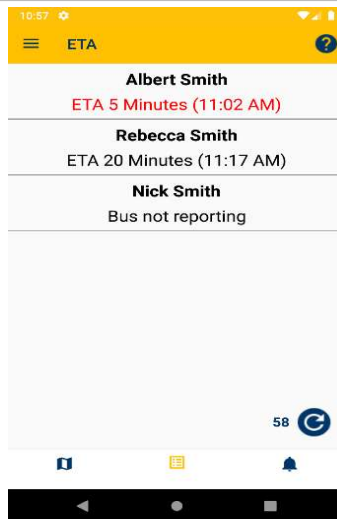 10:57
ETA
?
Albert Smith
ETA 5 Minutes (11:02 AM)
Rebecca Smith
ETA 20 Minutes (11:17 AM)
Nick Smith
Bus not reporting
58